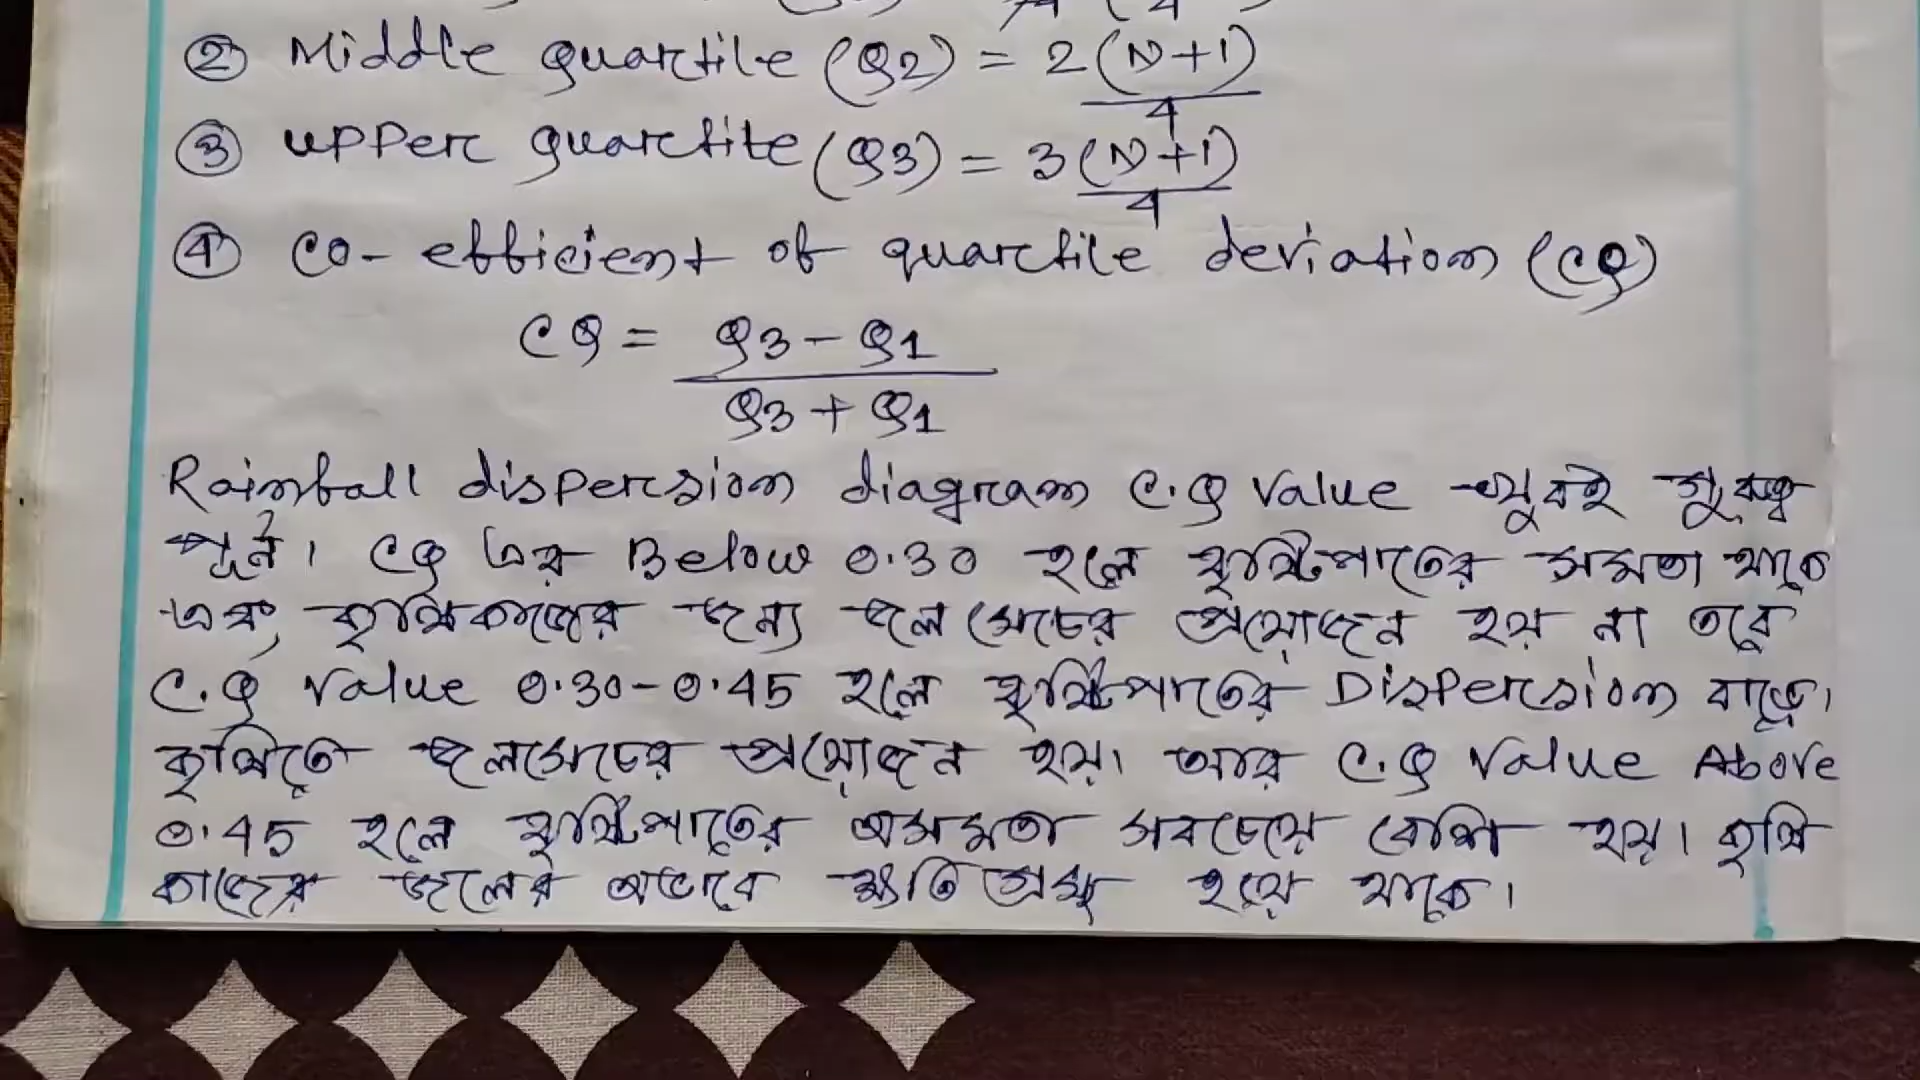 ② Middle quartile (Q2) = 2(N+1)/4
③ upper quartile (Q3) = 3(N+1)/4
④ Co-efficient of quartile deviation (CQ)
CQ = Q3 - Q1
Q3 + Q1
Rainfall dispersion diagram C.Q Value খুবই গুরুত্ব
পূর্ন। CQ এর Below 0.30 হলে বৃষ্টিপাতের সমতা থাকে
এবং কৃষিকাজের জন্য জল সেচের প্রয়োজন হয় না তবে
C.Q Value 0.30-0.45 হলে বৃষ্টিপাতের Dispersion বাড়ে।
কৃষিতে জলসেচের প্রয়োজন হয়। আর C.Q Value Above
0.45 হলে বৃষ্টিপাতের অসমতা সবচেয়ে বেশি হয়। কৃষি
কাজের জলের অভাবে ক্ষতি গ্রস্থ হয়ে থাকে।